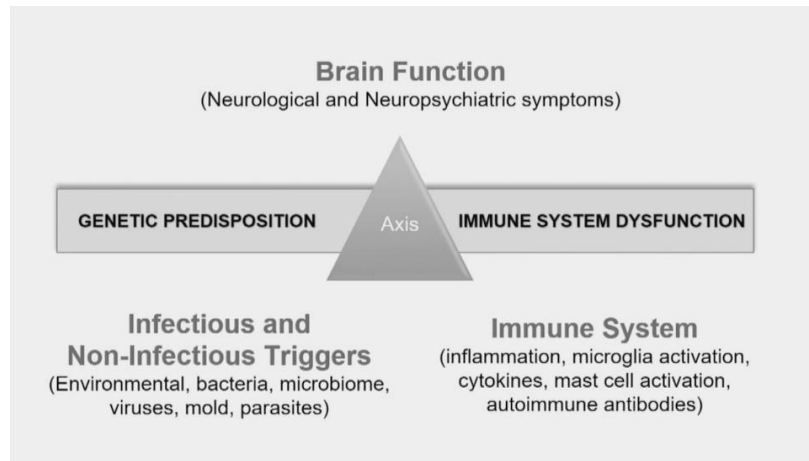 Brain Function
(Neurological and Neuropsychiatric symptoms)
GENETIC PREDISPOSITION
Axis
IMMUNE SYSTEM DYSFUNCTION
Infectious and
Non-Infectious Triggers
(Environmental, bacteria, microbiome,
viruses, mold, parasites)
Immune System
(inflammation, microglia activation,
cytokines, mast cell activation,
autoimmune antibodies)